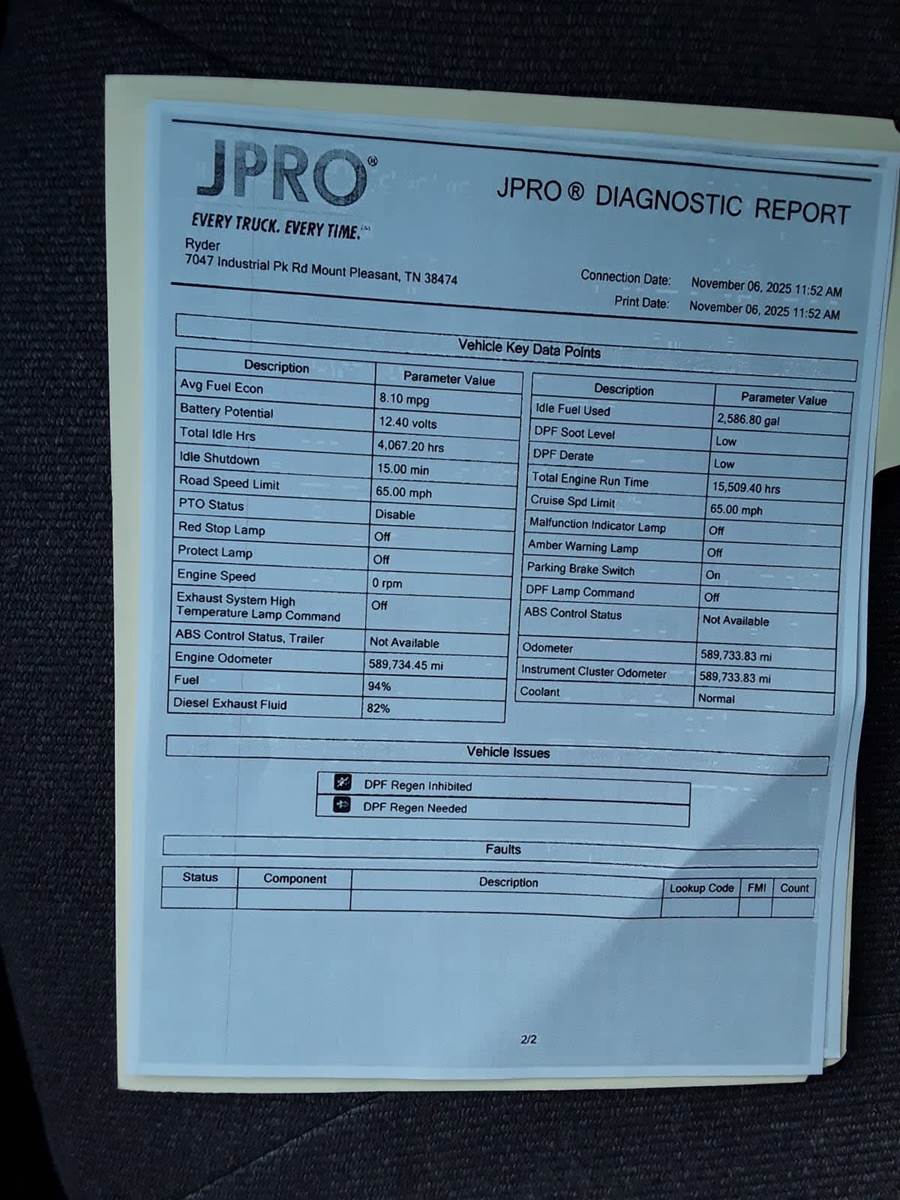 JPRO®
JPRO® DIAGNOSTIC REPORT
EVERY TRUCK. EVERY TIME.℠
Ryder
7047 Industrial Pk Rd Mount Pleasant, TN 38474
Connection Date: November 06, 2025 11:52 AM
Print Date: November 06, 2025 11:52 AM
Vehicle Key Data Points
Description Parameter Value
Avg Fuel Econ 8.10 mpg
Battery Potential 12.40 volts
Total Idle Hrs 4,067.20 hrs
Idle Shutdown 15.00 min
Road Speed Limit 65.00 mph
PTO Status Disable
Red Stop Lamp Off
Protect Lamp Off
Engine Speed 0 rpm
Exhaust System High
Temperature Lamp Command Off
ABS Control Status, Trailer Not Available
Engine Odometer 589,734.45 mi
Fuel 94%
Diesel Exhaust Fluid 82%
Description Parameter Value
Idle Fuel Used 2,586.80 gal
DPF Soot Level Low
DPF Derate Low
Total Engine Run Time 15,509.40 hrs
Cruise Spd Limit 65.00 mph
Malfunction Indicator Lamp Off
Amber Warning Lamp Off
Parking Brake Switch On
DPF Lamp Command Off
ABS Control Status Not Available
Odometer 589,733.83 mi
Instrument Cluster Odometer 589,733.83 mi
Coolant Normal
Vehicle Issues
DPF Regen Inhibited
DPF Regen Needed
Faults
Status Component Description Lookup Code FMI Count
2/2